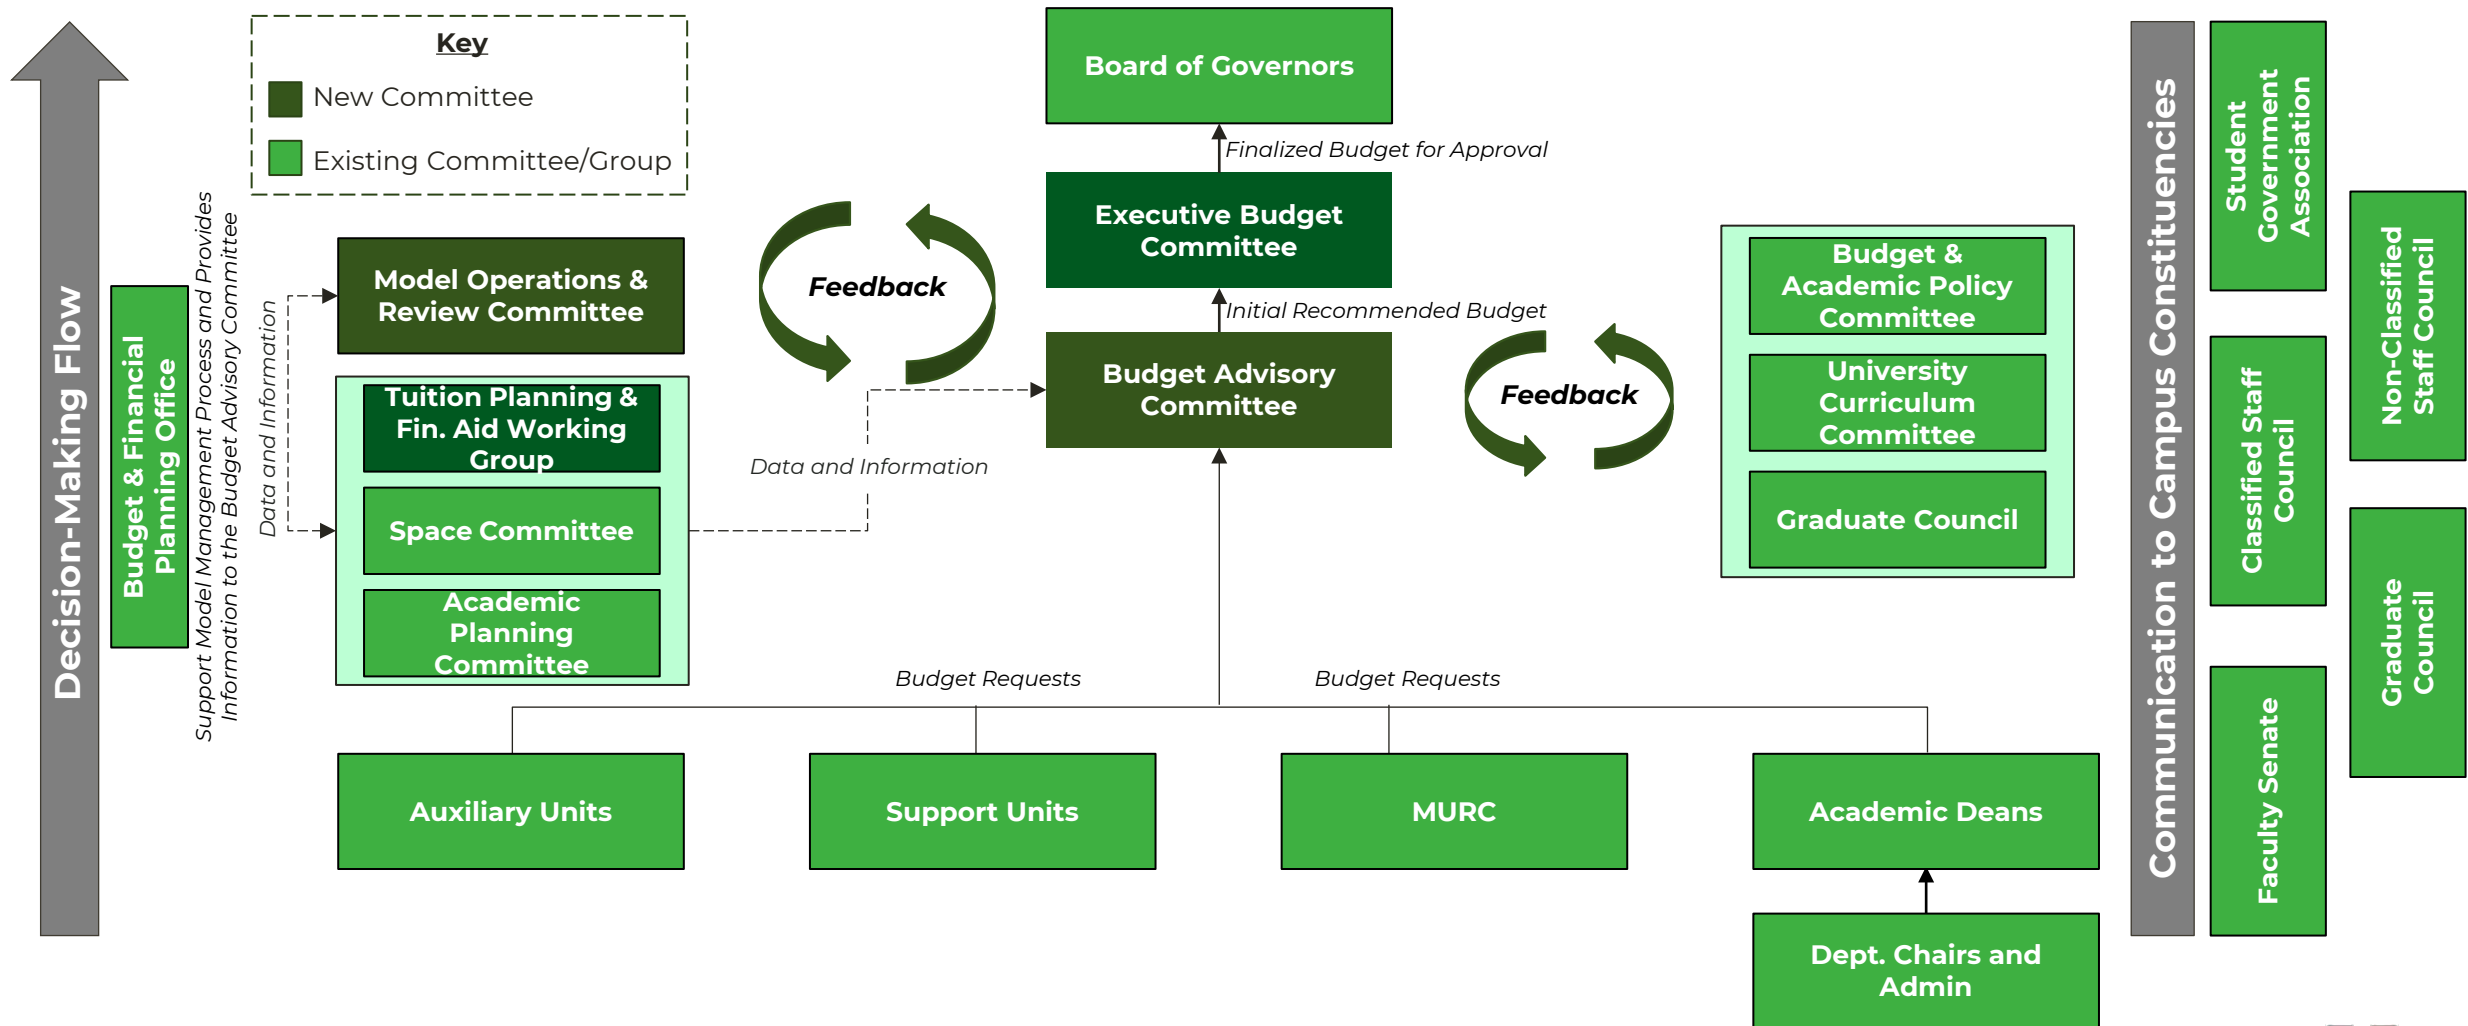 Decision-Making Flow
Budget & Financial
Planning Office
Support Model Management Process and Provides
Information to the Budget Advisory Committee
Key
New Committee
Existing Committee/Group
Data and Information
Model Operations &
Review Committee
Tuition Planning &
Fin. Aid Working
Group
Space Committee
Academic
Planning
Committee
Feedback
Data and Information
Board of Governors
Finalized Budget for Approval
Executive Budget
Committee
Initial Recommended Budget
Budget Advisory
Committee
Feedback
Budget &
Academic Policy
Committee
University
Curriculum
Committee
Graduate Council
Budget Requests
Budget Requests
Auxiliary Units
Support Units
MURC
Academic Deans
Dept. Chairs and
Admin
Communication to Campus Constituencies
Student
Government
Association
Non-Classified
Staff Council
Classified Staff
Council
Graduate
Council
Faculty Senate